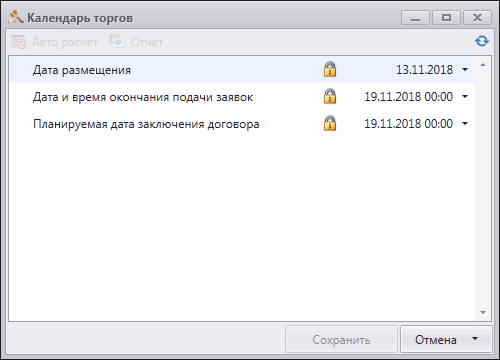 Календарь торгов
Авто расчет Отчет
Дата размещения 13.11.2018
Дата и время окончания подачи заявок 19.11.2018 00:00
Планируемая дата заключения договора 19.11.2018 00:00
Сохранить Отмена